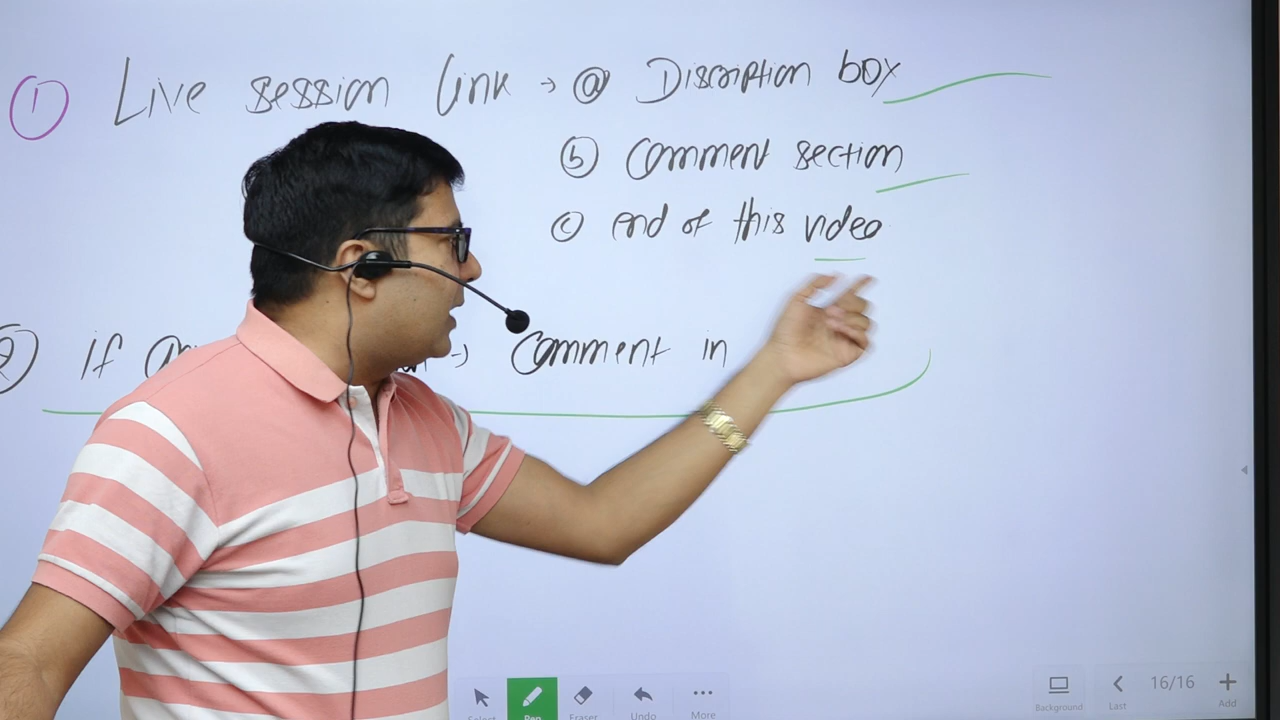 ① Live session link → ⓐ Discription box
ⓑ Comment section
ⓒ end of this video
② if → Comment in
Select Pen Eraser Undo More
Background Last 16/16 Add